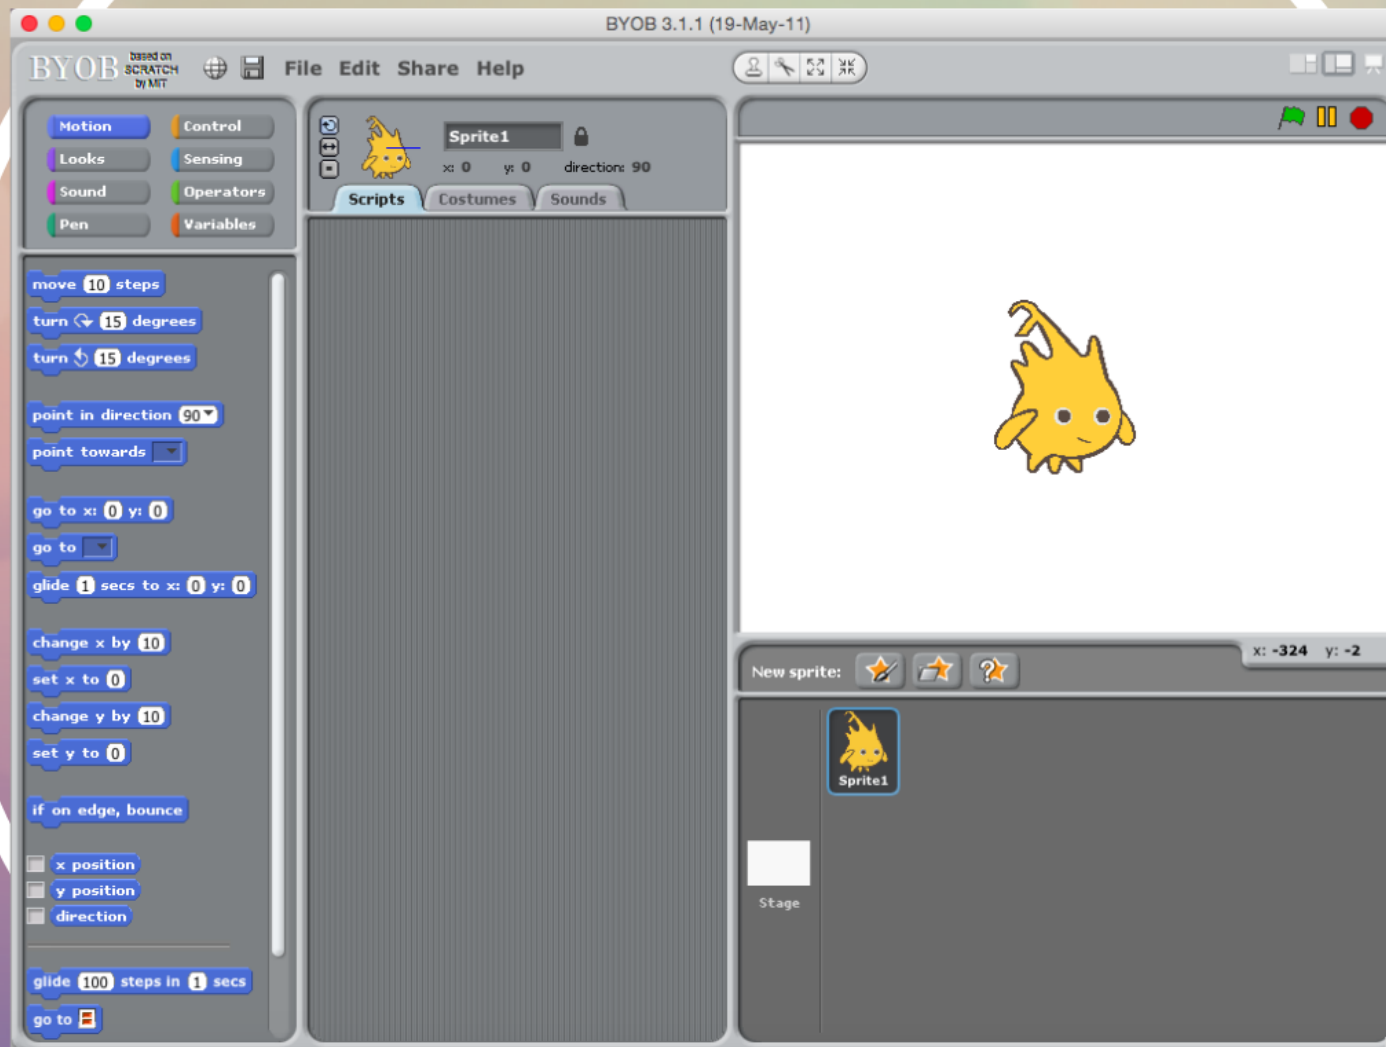 BYOB 3.1.1 (19-May-11)
BYOB based on SCRATCH by MIT
File Edit Share Help
Motion Control
Looks Sensing
Sound Operators
Pen Variables
Sprite1
x: 0 y: 0 direction: 90
Scripts Costumes Sounds
move 10 steps
turn 15 degrees
turn 15 degrees
point in direction 90
point towards
go to x: 0 y: 0
go to
glide 1 secs to x: 0 y: 0
change x by 10
set x to 0
change y by 10
set y to 0
if on edge, bounce
x position
y position
direction
glide 100 steps in 1 secs
go to
x: -324 y: -2
New sprite:
Sprite1
Stage